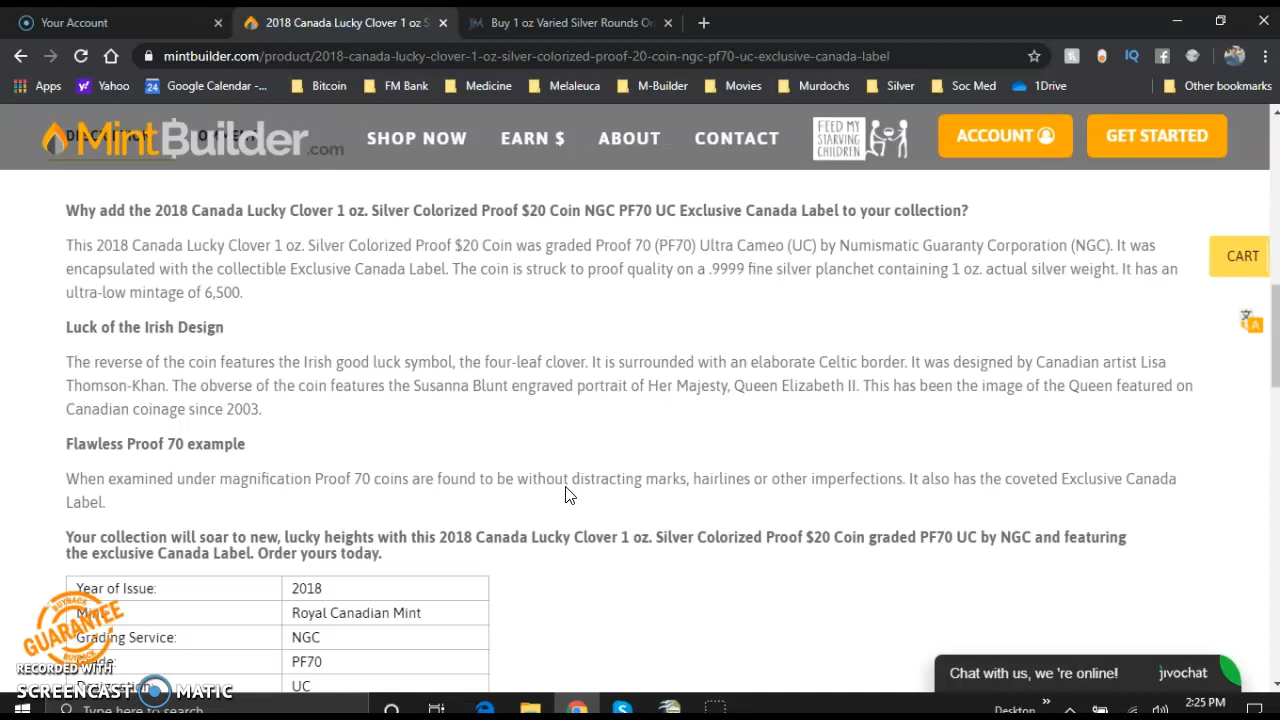 Your Account
2018 Canada Lucky Clover 1 oz S
JM Buy 1 oz Varied Silver Rounds On
mintbuilder.com/product/2018-canada-lucky-clover-1-oz-silver-colorized-proof-20-coin-ngc-pf70-uc-exclusive-canada-label
IQ
Apps Yahoo 24 Google Calendar -... Bitcoin FM Bank Medicine Melaleuca M-Builder Movies Murdochs Silver Soc Med 1Drive Other bookmarks
MintBuilder.com SHOP NOW EARN $ ABOUT CONTACT
FEED MY
STARVING
CHILDREN
ACCOUNT GET STARTED
Why add the 2018 Canada Lucky Clover 1 oz. Silver Colorized Proof $20 Coin NGC PF70 UC Exclusive Canada Label to your collection?
This 2018 Canada Lucky Clover 1 oz. Silver Colorized Proof $20 Coin was graded Proof 70 (PF70) Ultra Cameo (UC) by Numismatic Guaranty Corporation (NGC). It was
encapsulated with the collectible Exclusive Canada Label. The coin is struck to proof quality on a .9999 fine silver planchet containing 1 oz. actual silver weight. It has an
ultra-low mintage of 6,500.
CART
Luck of the Irish Design
The reverse of the coin features the Irish good luck symbol, the four-leaf clover. It is surrounded with an elaborate Celtic border. It was designed by Canadian artist Lisa
Thomson-Khan. The obverse of the coin features the Susanna Blunt engraved portrait of Her Majesty, Queen Elizabeth II. This has been the image of the Queen featured on
Canadian coinage since 2003.
Flawless Proof 70 example
When examined under magnification Proof 70 coins are found to be without distracting marks, hairlines or other imperfections. It also has the coveted Exclusive Canada
Label.
Your collection will soar to new, lucky heights with this 2018 Canada Lucky Clover 1 oz. Silver Colorized Proof $20 Coin graded PF70 UC by NGC and featuring
the exclusive Canada Label. Order yours today.
Year of Issue: 2018
Royal Canadian Mint
Grading Service: NGC
PF70
UC
BUYBACK
GUARANTEE
BUYBACK
RECORDED WITH
SCREENCAST MATIC
Chat with us, we 're online! jivochat
Type here to search
Desktop
2:25 PM